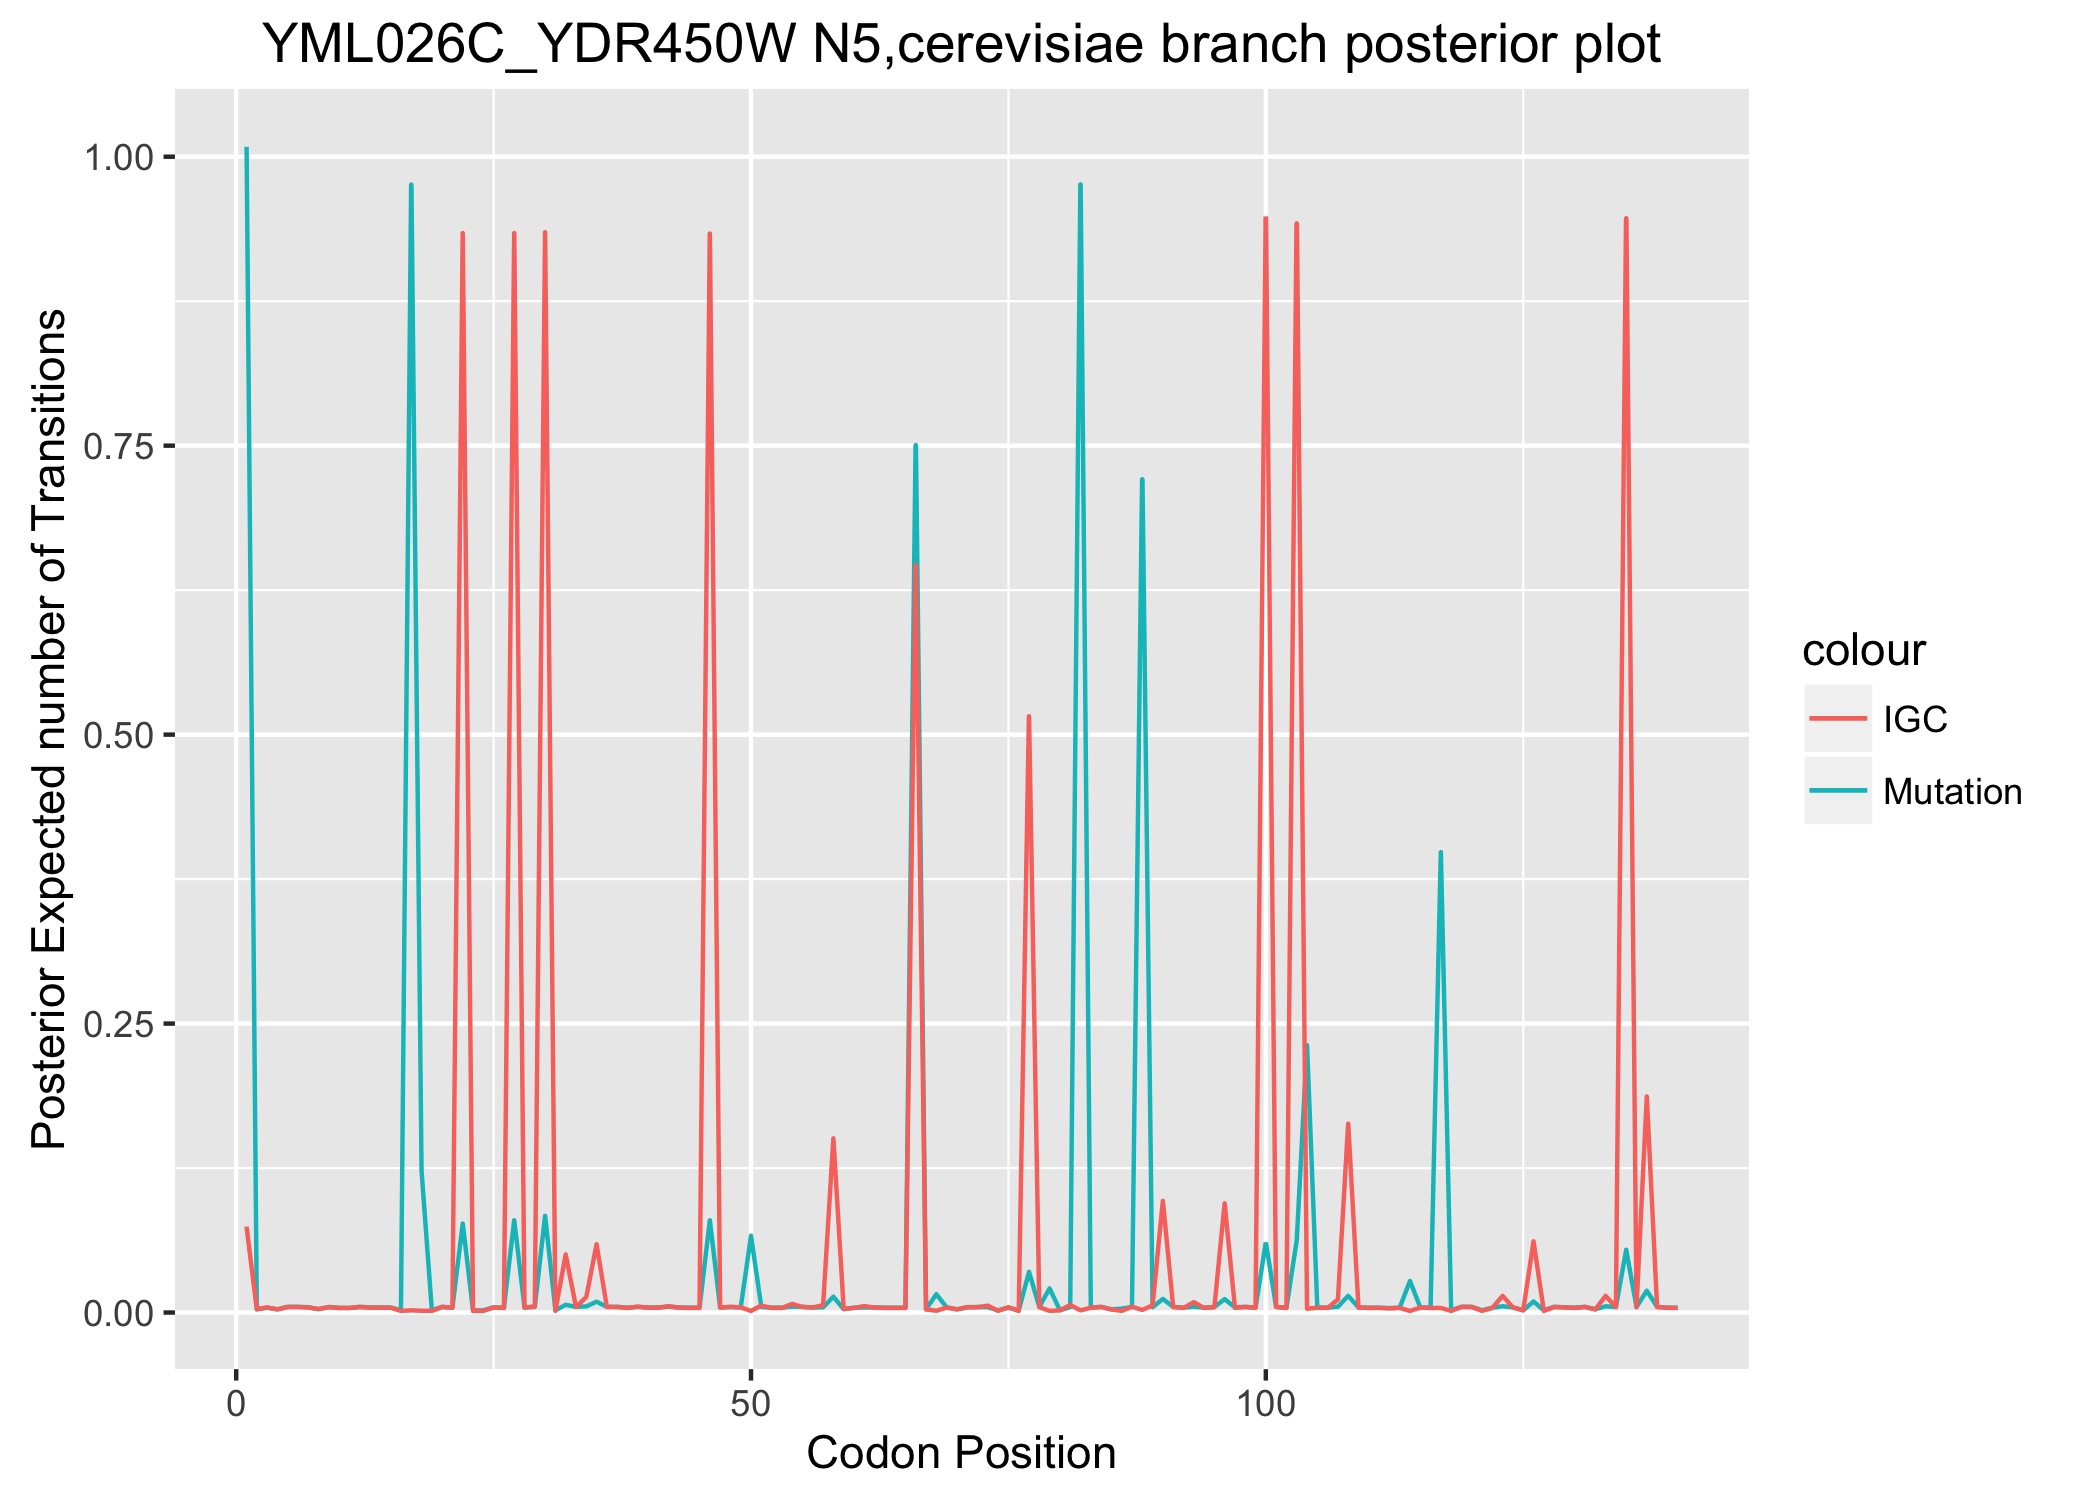 YML026C_YDR450W N5,cerevisiae branch posterior plot
Posterior Expected number of Transitions
1.00
0.75
0.50
0.25
0.00
0
50
100
Codon Position
colour
IGC
Mutation